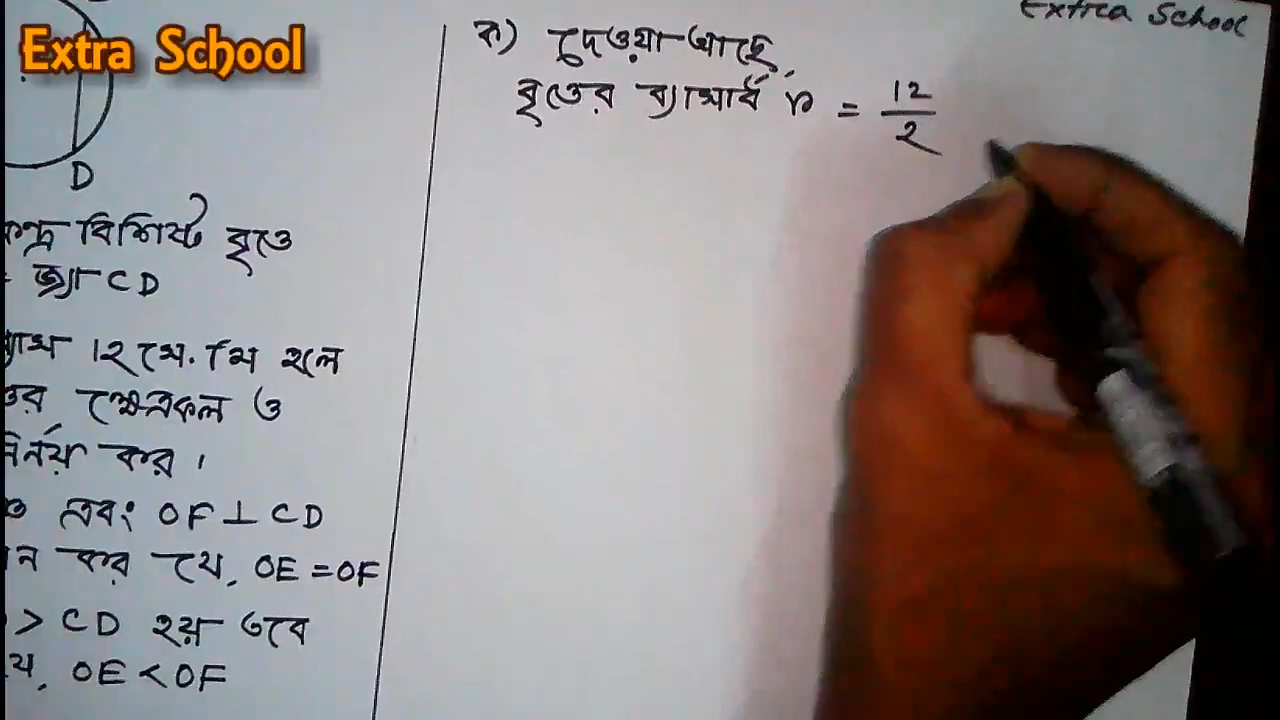 Extra School
Extra School
D
কেন্দ্র বিশিষ্ট বৃত্তে
জ্যা CD
ব্যাস 12 সে. মি হলে
ক্ষেত্রফল ও
নির্নয় কর।
এবং OF ⊥ CD
কর যে, OE = OF
> CD হয় তবে
যে, OE < OF
ক) দেওয়া আছে,
বৃত্তের ব্যাসার্ধ r = 12/2